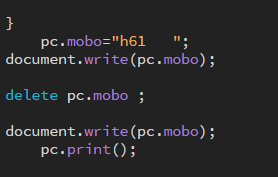 }
    pc.mobo="h61   ";
document.write(pc.mobo);
delete pc.mobo ;
document.write(pc.mobo);
    pc.print();